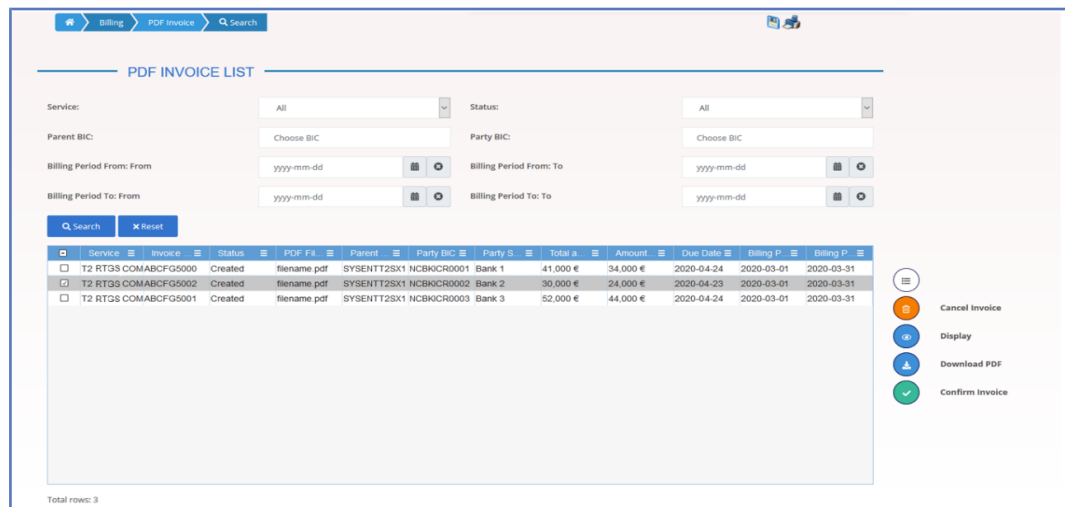 Billing PDF Invoice Search
PDF INVOICE LIST
Service: All Status: All
Parent BIC: Choose BIC Party BIC: Choose BIC
Billing Period From: From yyyy-mm-dd Billing Period From: To yyyy-mm-dd
Billing Period To: From yyyy-mm-dd Billing Period To: To yyyy-mm-dd
Search Reset
Service Invoice ... Status PDF Fil... Parent ... Party BIC Party S... Total a... Amount... Due Date Billing P... Billing P...
T2 RTGS COM ABCFG5000 Created filename.pdf SYSENTT2SX1 NCBKICR0001 Bank 1 41,000 € 34,000 € 2020-04-24 2020-03-01 2020-03-31
T2 RTGS COM ABCFG5002 Created filename.pdf SYSENTT2SX1 NCBKICR0002 Bank 2 30,000 € 24,000 € 2020-04-23 2020-03-01 2020-03-31
T2 RTGS COM ABCFG5001 Created filename.pdf SYSENTT2SX1 NCBKICR0003 Bank 3 52,000 € 44,000 € 2020-04-24 2020-03-01 2020-03-31
Cancel Invoice
Display
Download PDF
Confirm Invoice
Total rows: 3